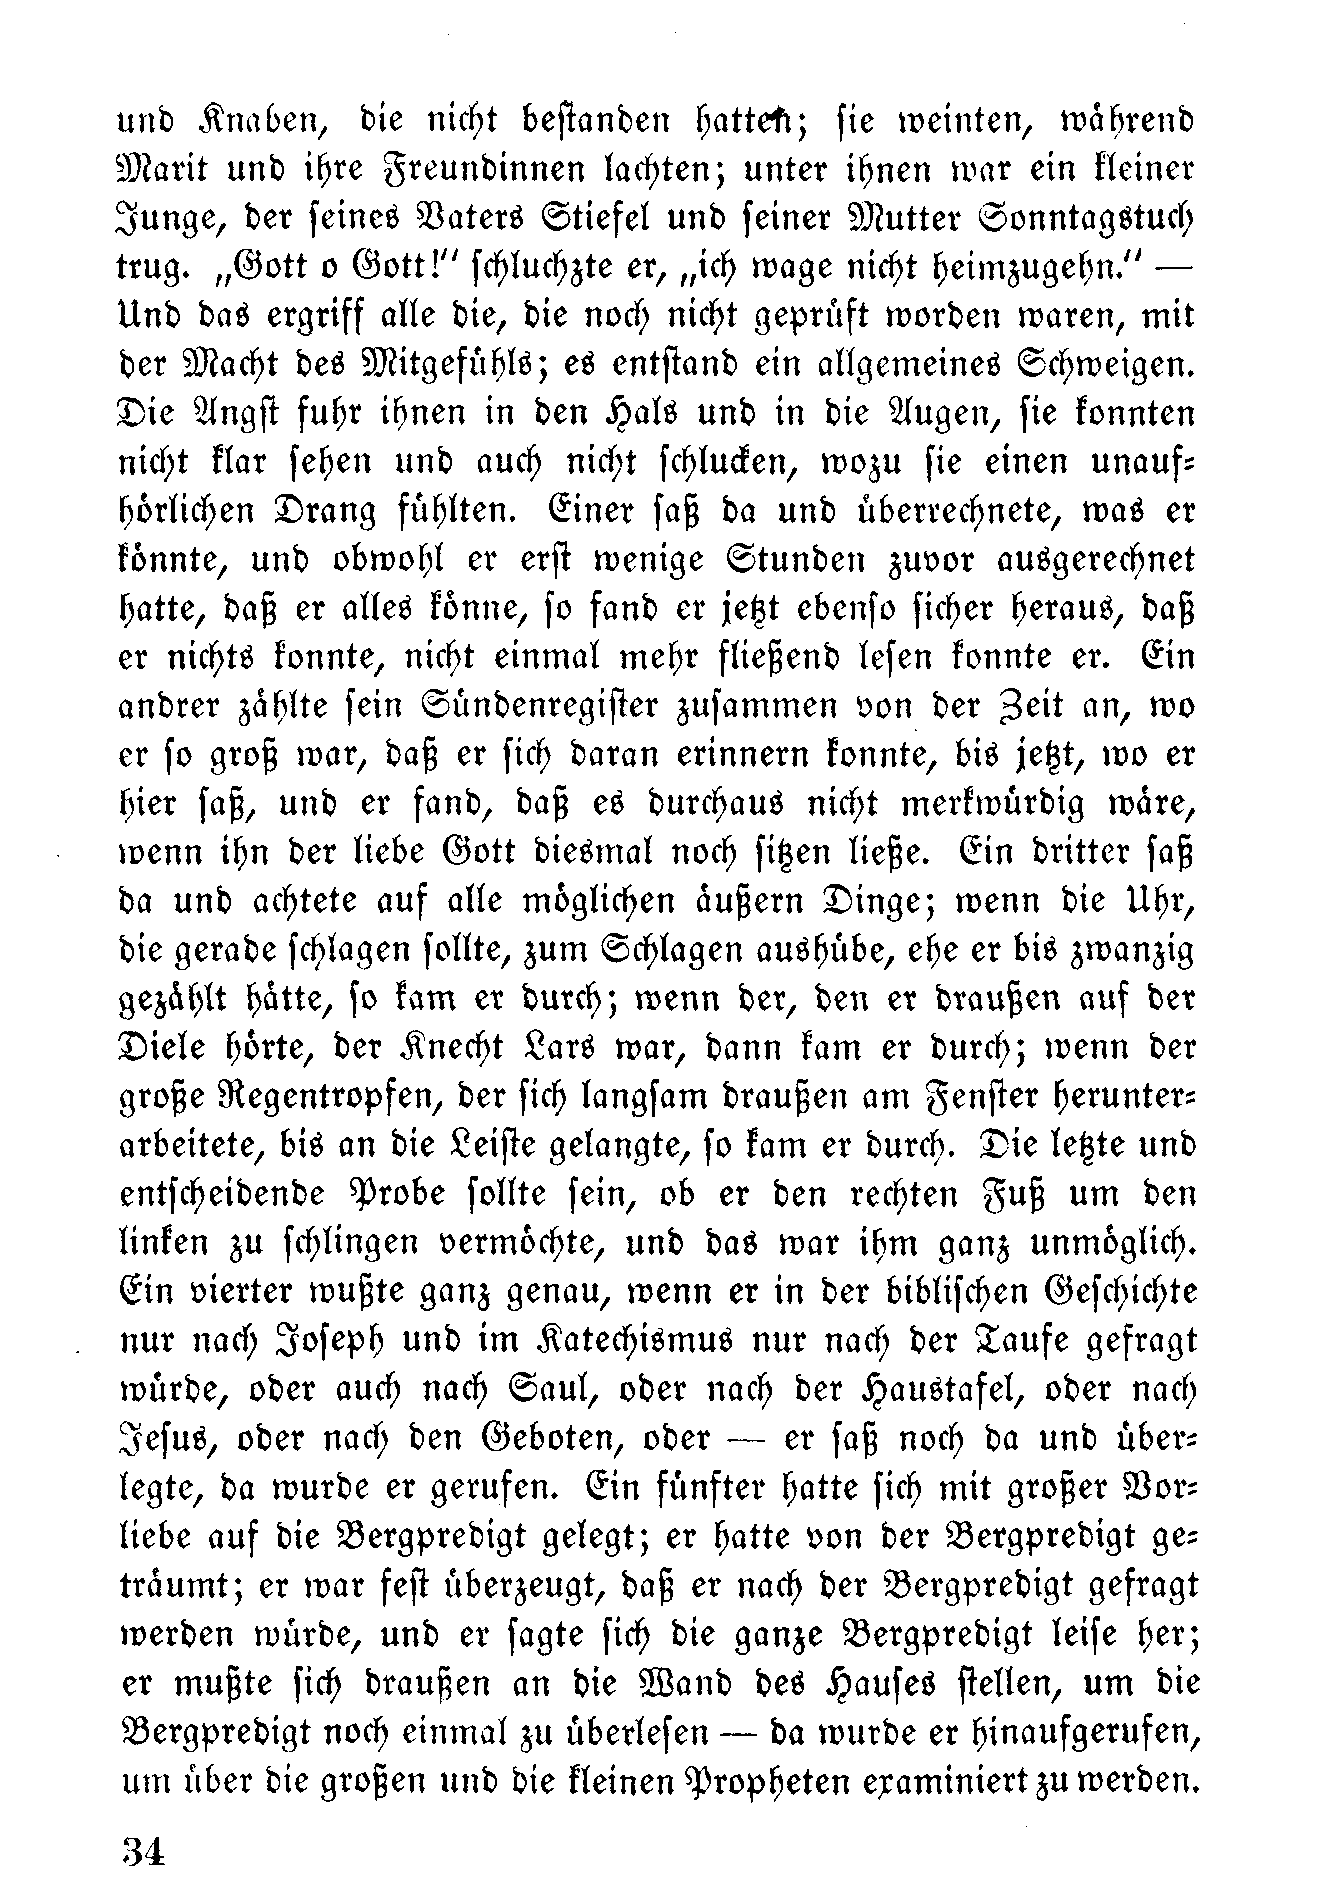 und Knaben, die nicht bestanden hatten; sie weinten, während
Marit und ihre Freundinnen lachten; unter ihnen war ein kleiner
Junge, der seines Vaters Stiefel und seiner Mutter Sonntagstuch
trug. „Gott o Gott!“ schluchzte er, „ich wage nicht heimzugehn.“ —
Und das ergriff alle die, die noch nicht geprüft worden waren, mit
der Macht des Mitgefühls; es entstand ein allgemeines Schweigen.
Die Angst fuhr ihnen in den Hals und in die Augen, sie konnten
nicht klar sehen und auch nicht schlucken, wozu sie einen unauf-
hörlichen Drang fühlten. Einer saß da und überrechnete, was er
könnte, und obwohl er erst wenige Stunden zuvor ausgerechnet
hatte, daß er alles könne, so fand er jetzt ebenso sicher heraus, daß
er nichts konnte, nicht einmal mehr fließend lesen konnte er. Ein
andrer zählte sein Sündenregister zusammen von der Zeit an, wo
er so groß war, daß er sich daran erinnern konnte, bis jetzt, wo er
hier saß, und er fand, daß es durchaus nicht merkwürdig wäre,
wenn ihn der liebe Gott diesmal noch sitzen ließe. Ein dritter saß
da und achtete auf alle möglichen äußern Dinge; wenn die Uhr,
die gerade schlagen sollte, zum Schlagen aushübe, ehe er bis zwanzig
gezählt hätte, so kam er durch; wenn der, den er draußen auf der
Diele hörte, der Knecht Lars war, dann kam er durch; wenn der
große Regentropfen, der sich langsam draußen am Fenster herunter-
arbeitete, bis an die Leiste gelangte, so kam er durch. Die letzte und
entscheidende Probe sollte sein, ob er den rechten Fuß um den
linken zu schlingen vermöchte, und das war ihm ganz unmöglich.
Ein vierter wußte ganz genau, wenn er in der biblischen Geschichte
nur nach Joseph und im Katechismus nur nach der Taufe gefragt
würde, oder auch nach Saul, oder nach der Haustafel, oder nach
Jesus, oder nach den Geboten, oder — er saß noch da und über-
legte, da wurde er gerufen. Ein fünfter hatte sich mit großer Vor-
liebe auf die Bergpredigt gelegt; er hatte von der Bergpredigt ge-
träumt; er war fest überzeugt, daß er nach der Bergpredigt gefragt
werden würde, und er sagte sich die ganze Bergpredigt leise her;
er mußte sich draußen an die Wand des Hauses stellen, um die
Bergpredigt noch einmal zu überlesen — da wurde er hinaufgerufen,
um über die großen und die kleinen Propheten examiniert zu werden.
34